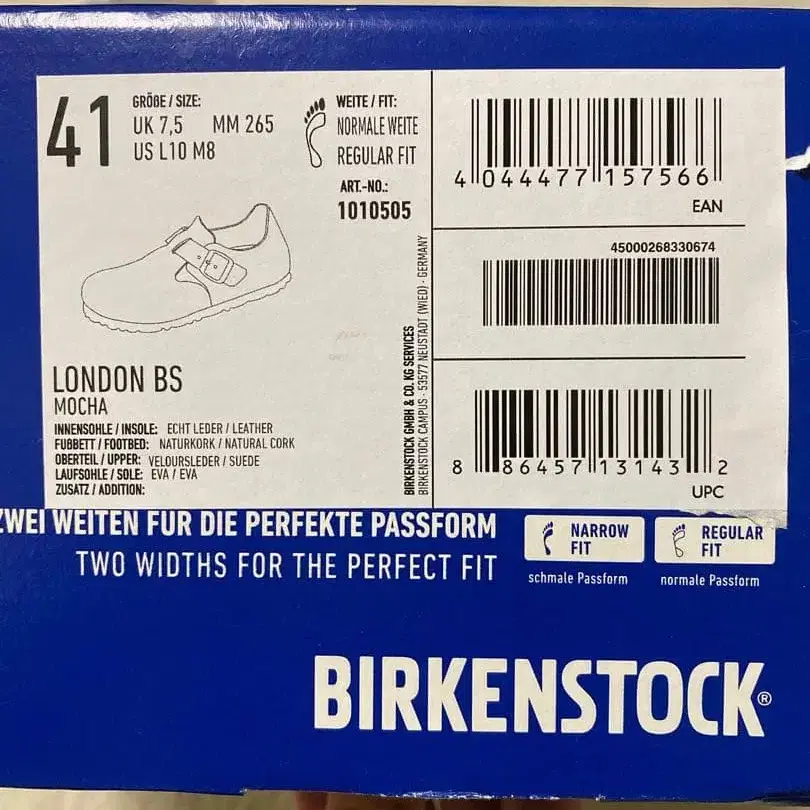 41
GRÖßE / SIZE:
UK 7,5 MM 265
US L10 M8
WEITE / FIT:
NORMALE WEITE
REGULAR FIT
ART.-NO.:
1010505
LONDON BS
MOCHA
INNENSOHLE / INSOLE: ECHT LEDER / LEATHER
FUßBETT / FOOTBED: NATURKORK / NATURAL CORK
OBERTEIL / UPPER: VELOURSLEDER / SUEDE
LAUFSOHLE / SOLE: EVA / EVA
ZUSATZ / ADDITION:
BIRKENSTOCK GMBH & CO. KG SERVICES
BIRKENSTOCK CAMPUS · 53577 NEUSTADT (WIED) · GERMANY
4 044477 157566
EAN
45000268330674
8 86457 13143 2
UPC
ZWEI WEITEN FÜR DIE PERFEKTE PASSFORM
TWO WIDTHS FOR THE PERFECT FIT
NARROW
FIT
schmale Passform
REGULAR
FIT
normale Passform
BIRKENSTOCK®